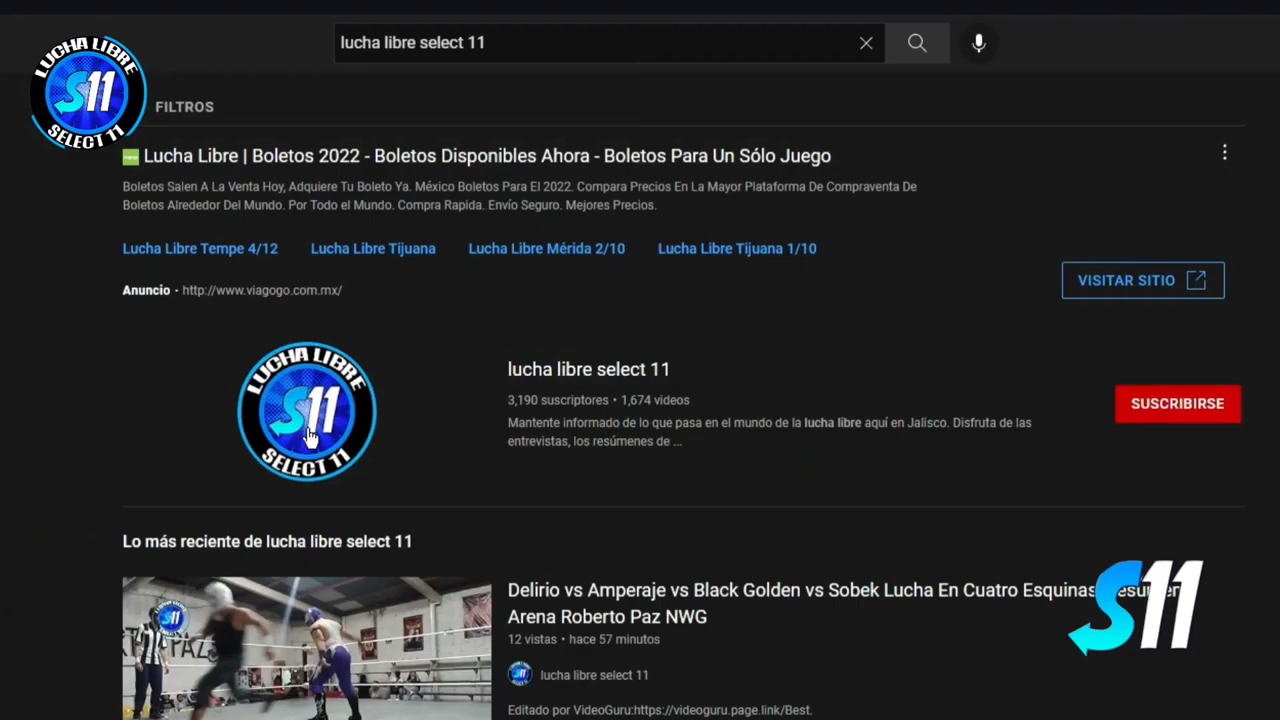 lucha libre select 11
LUCHA LIBRE
S11
SELECT 11
FILTROS
Lucha Libre | Boletos 2022 - Boletos Disponibles Ahora - Boletos Para Un Sólo Juego
Boletos Salen A La Venta Hoy, Adquiere Tu Boleto Ya. México Boletos Para El 2022. Compara Precios En La Mayor Plataforma De Compraventa De
Boletos Alrededor Del Mundo. Por Todo el Mundo. Compra Rapida. Envío Seguro. Mejores Precios.
Lucha Libre Tempe 4/12 Lucha Libre Tijuana Lucha Libre Mérida 2/10 Lucha Libre Tijuana 1/10
Anuncio · http://www.viagogo.com.mx/
VISITAR SITIO
LUCHA LIBRE
S11
SELECT 11
lucha libre select 11
3,190 suscriptores • 1,674 videos
Mantente informado de lo que pasa en el mundo de la lucha libre aquí en Jalisco. Disfruta de las
entrevistas, los resúmenes de ...
SUSCRIBIRSE
Lo más reciente de lucha libre select 11
Delirio vs Amperaje vs Black Golden vs Sobek Lucha En Cuatro Esquinas
Arena Roberto Paz NWG
12 vistas • hace 57 minutos
lucha libre select 11
Editado por VideoGuru:https://videoguru.page.link/Best.
S11